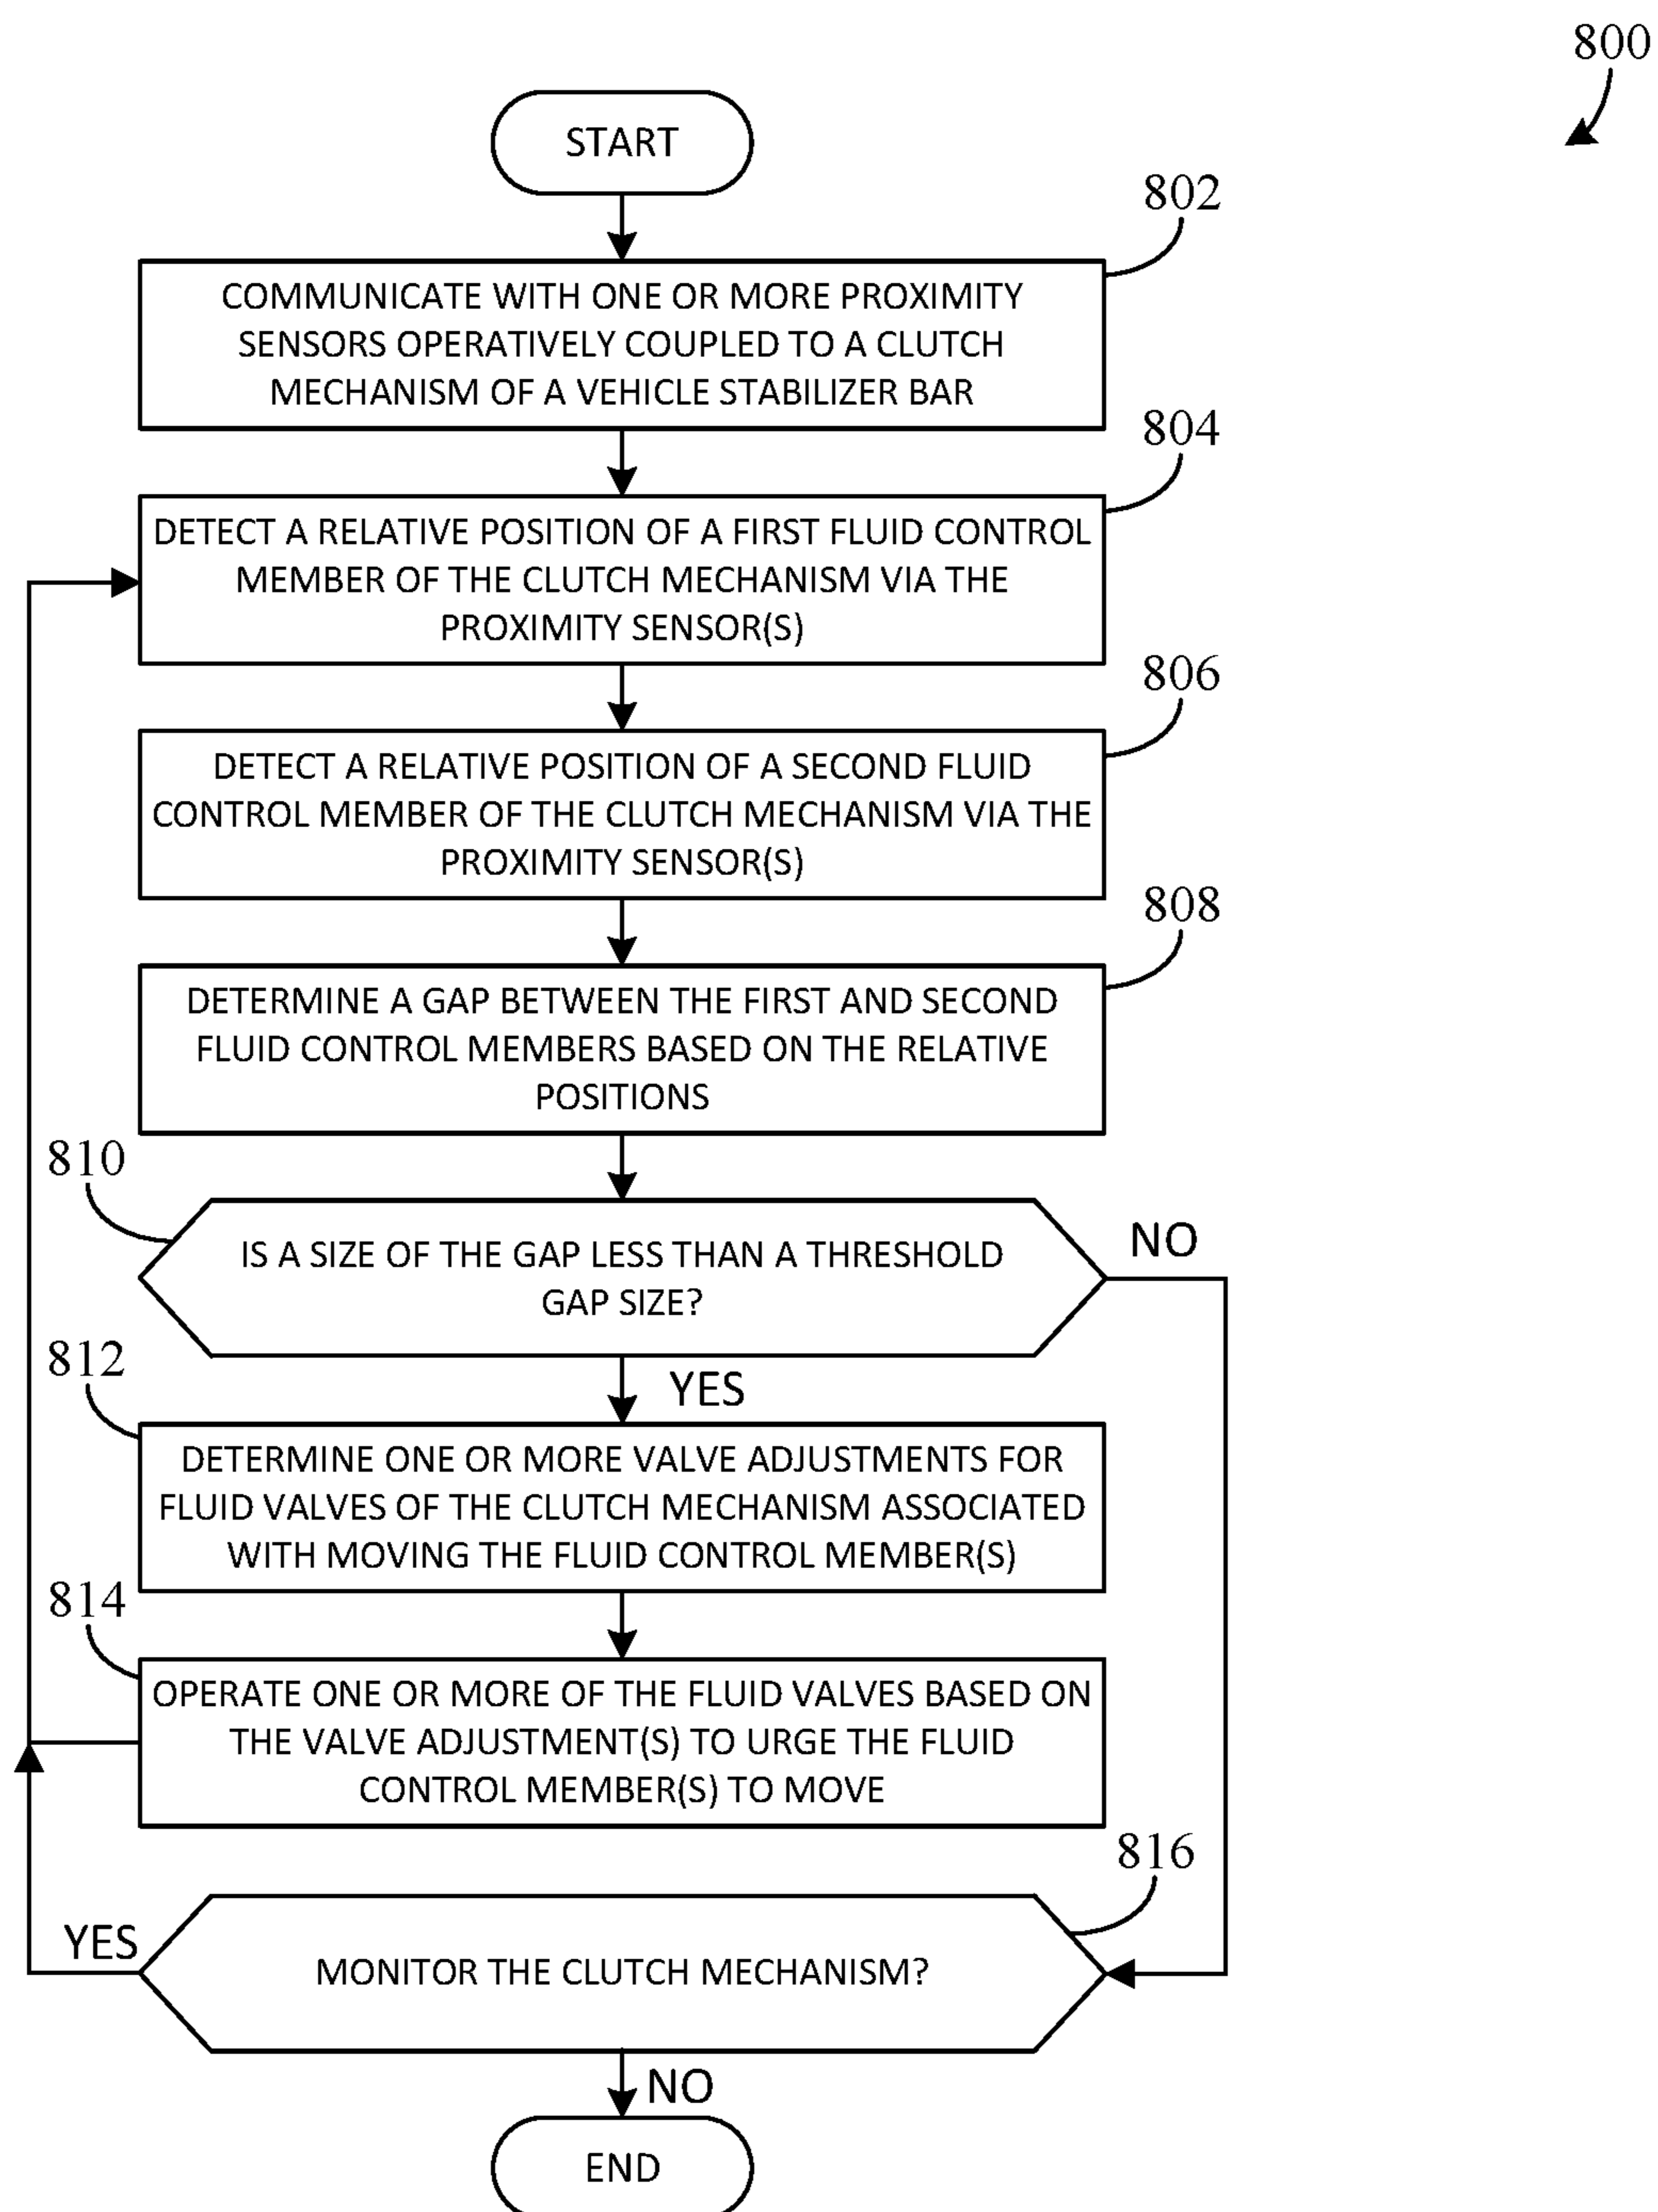 800
START
802
COMMUNICATE WITH ONE OR MORE PROXIMITY
SENSORS OPERATIVELY COUPLED TO A CLUTCH
MECHANISM OF A VEHICLE STABILIZER BAR
804
DETECT A RELATIVE POSITION OF A FIRST FLUID CONTROL
MEMBER OF THE CLUTCH MECHANISM VIA THE
PROXIMITY SENSOR(S)
806
DETECT A RELATIVE POSITION OF A SECOND FLUID
CONTROL MEMBER OF THE CLUTCH MECHANISM VIA THE
PROXIMITY SENSOR(S)
808
DETERMINE A GAP BETWEEN THE FIRST AND SECOND
FLUID CONTROL MEMBERS BASED ON THE RELATIVE
POSITIONS
810
IS A SIZE OF THE GAP LESS THAN A THRESHOLD
GAP SIZE?
NO
YES
812
DETERMINE ONE OR MORE VALVE ADJUSTMENTS FOR
FLUID VALVES OF THE CLUTCH MECHANISM ASSOCIATED
WITH MOVING THE FLUID CONTROL MEMBER(S)
814
OPERATE ONE OR MORE OF THE FLUID VALVES BASED ON
THE VALVE ADJUSTMENT(S) TO URGE THE FLUID
CONTROL MEMBER(S) TO MOVE
816
YES
MONITOR THE CLUTCH MECHANISM?
NO
END